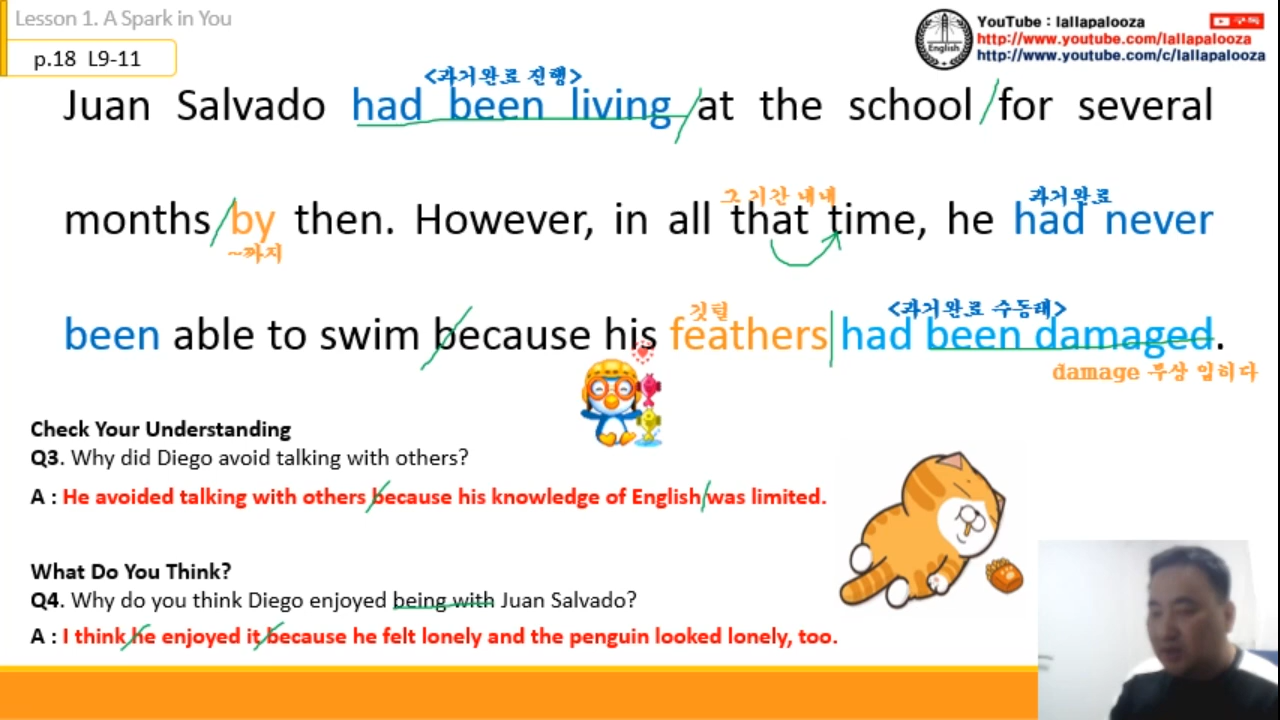 Lesson 1. A Spark in You
p.18 L9-11
English
YouTube : lallapalooza
구독
http://www.youtube.com/lallapalooza
http://www.youtube.com/c/lallapalooza
<과거완료 진행>
Juan Salvado had been living at the school for several
그 기간 내내
과거완료
months by then. However, in all that time, he had never
~까지
깃털
<과거완료 수동태>
been able to swim because his feathers had been damaged.
damage 부상 입히다
Check Your Understanding
Q3. Why did Diego avoid talking with others?
A : He avoided talking with others because his knowledge of English was limited.
What Do You Think?
Q4. Why do you think Diego enjoyed being with Juan Salvado?
A : I think he enjoyed it because he felt lonely and the penguin looked lonely, too.